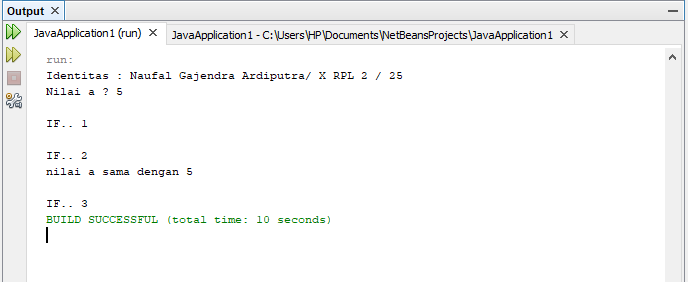 Output ×
JavaApplication1 (run) × JavaApplication1 - C:\Users\HP\Documents\NetBeansProjects\JavaApplication1 ×
run:
Identitas : Naufal Gajendra Ardiputra/ X RPL 2 / 25
Nilai a ? 5
IF.. 1
IF.. 2
nilai a sama dengan 5
IF.. 3
BUILD SUCCESSFUL (total time: 10 seconds)